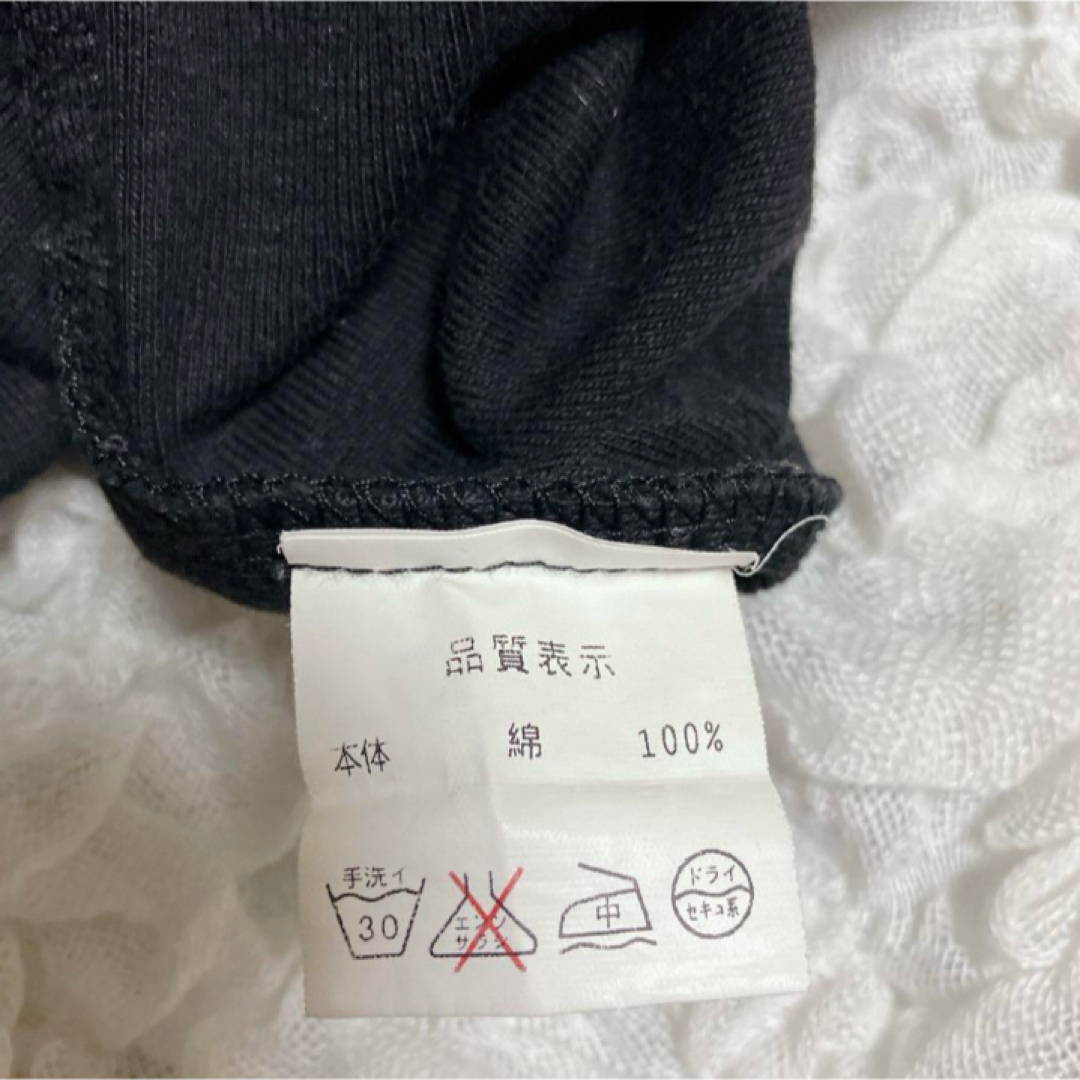 品質表示
本体 綿 100%
手洗イ
30
エンソ
サラシ
中
ドライ
セキユ系